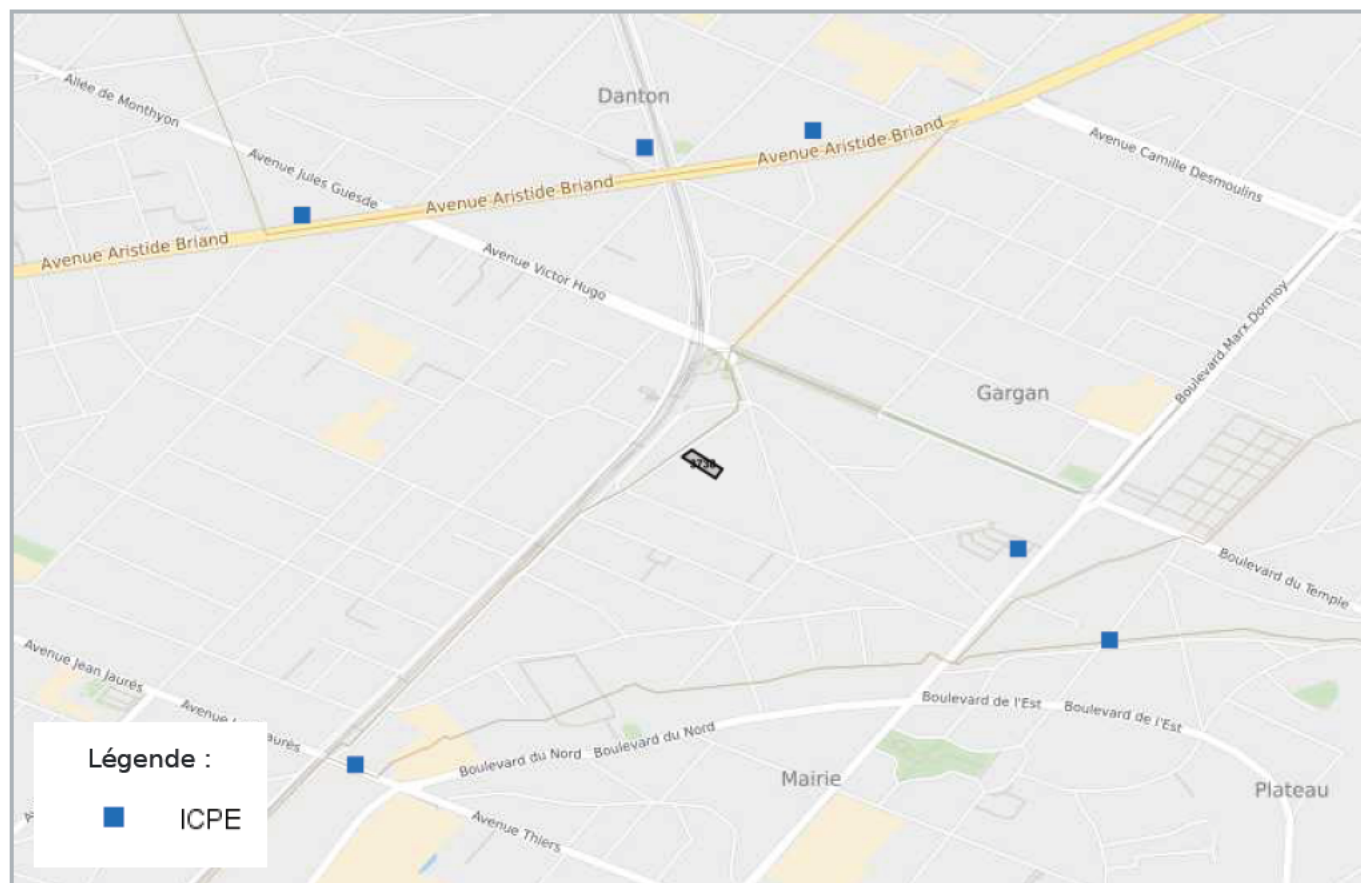 Danton
Allée de Monthyon
Avenue Aristide-Briand
Avenue Camille Desmoulins
Avenue Jules Guesde
Avenue Aristide-Briand
Avenue Aristide Briand
Avenue Victor Hugo
Boulevard Marx Dormoy
Gargan
Boulevard du Temple
Avenue Jean Jaurès
Boulevard de l'Est
Boulevard de l'Est
Boulevard du Nord
Boulevard du Nord
Mairie
Plateau
Avenue Thiers
Légende :
ICPE